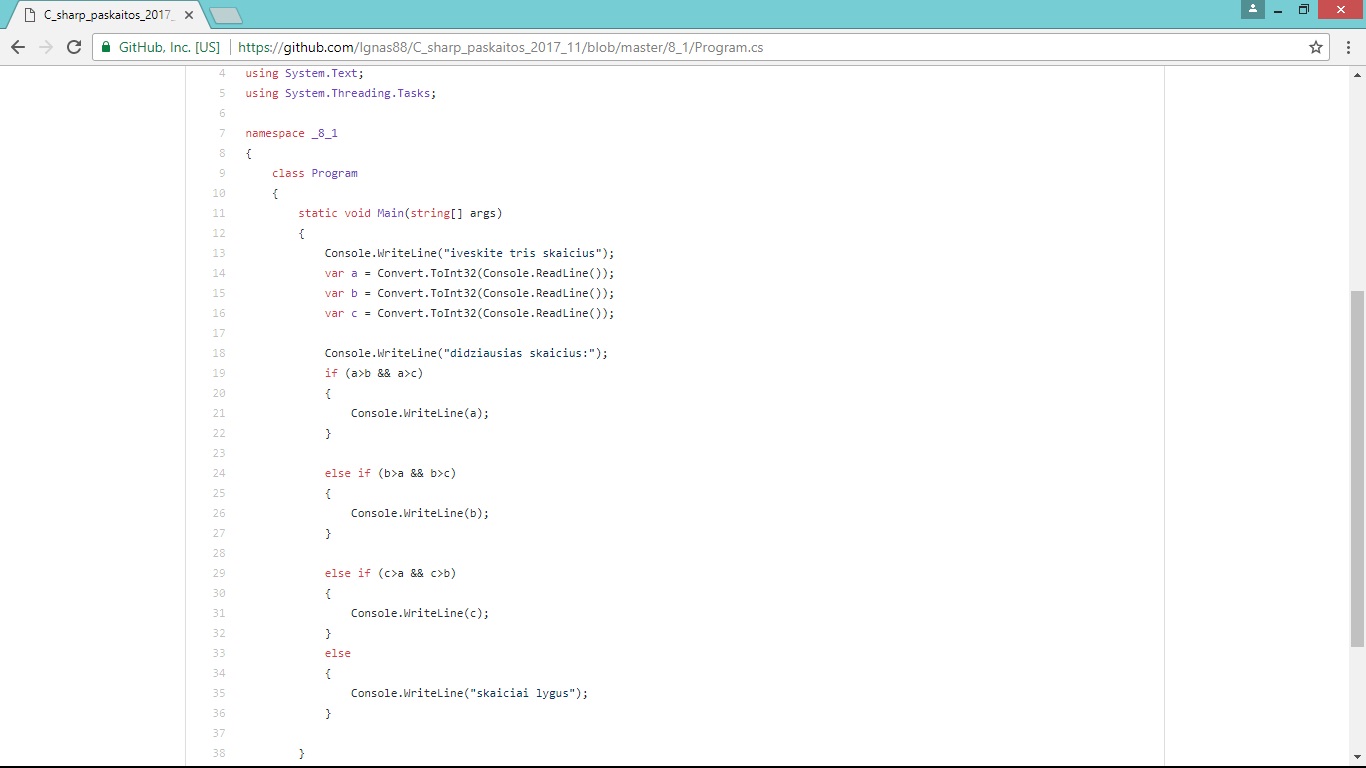 C_sharp_paskaitos_2017_
GitHub, Inc. [US] https://github.com/Ignas88/C_sharp_paskaitos_2017_11/blob/master/8_1/Program.cs
4 using System.Text;
5 using System.Threading.Tasks;
6
7 namespace _8_1
8 {
9 class Program
10 {
11 static void Main(string[] args)
12 {
13 Console.WriteLine("iveskite tris skaicius");
14 var a = Convert.ToInt32(Console.ReadLine());
15 var b = Convert.ToInt32(Console.ReadLine());
16 var c = Convert.ToInt32(Console.ReadLine());
17
18 Console.WriteLine("didziausias skaicius:");
19 if (a>b && a>c)
20 {
21 Console.WriteLine(a);
22 }
23
24 else if (b>a && b>c)
25 {
26 Console.WriteLine(b);
27 }
28
29 else if (c>a && c>b)
30 {
31 Console.WriteLine(c);
32 }
33 else
34 {
35 Console.WriteLine("skaiciai lygus");
36 }
37
38 }